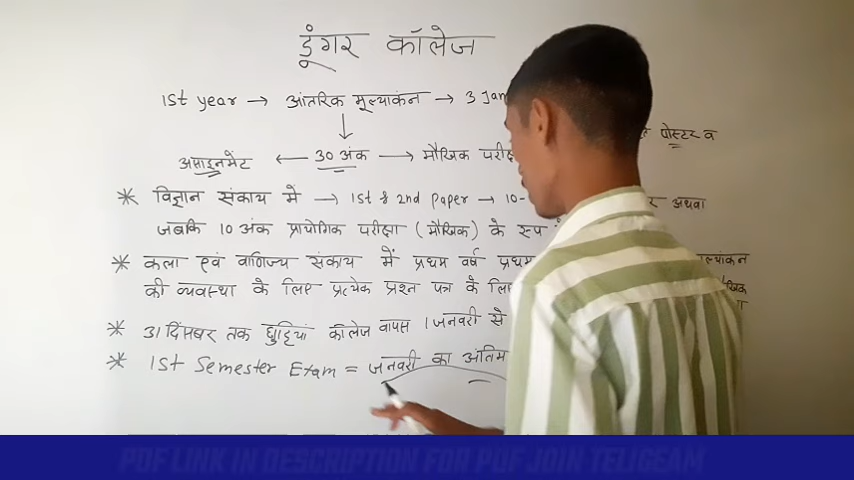 डूंगर कॉलेज
1St year → आंतरिक मूल्याकंन → 3 Jan
पोस्टर व
असाइनमेंट ← 30 अंक → मौखिक परीक्षा
* विज्ञान संकाय में → 1St & 2nd Paper → 10- र अथवा
जबकि 10 अंक प्रायोगिक परीक्षा ( मौखिक ) के रूप
* कला एवं वाणिज्य संकाय में प्रथम वर्ष प्रथम ल्यांकन
की व्यवस्था के लिए प्रत्येक प्रश्न पत्र के लि
* 31 दिसम्बर तक छुट्टियां कॉलेज वापस 1 जनवरी से
* 1St Semester Exam = जनवरी का अंतिम
PDF LINK IN DESCRIPTION FOR PDF JOIN TELIGEAM